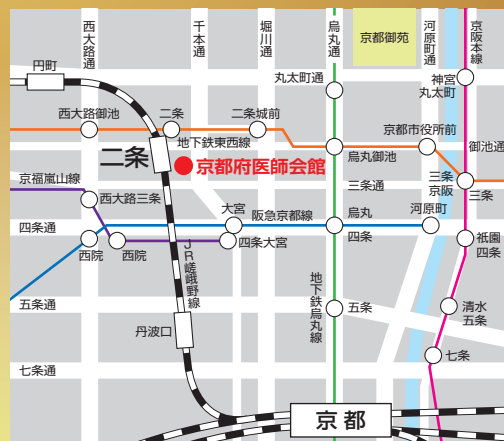 西大路通
千本通
堀川通
烏丸通
京都御苑
河原町通
京阪本線
円町
丸太町通
神宮
丸太町
西大路御池
二条
二条城前
京都市役所前
地下鉄東西線
二条
京都府医師会館
烏丸御池
御池通
京福嵐山線
三条通
三条
京阪
三条
西大路三条
大宮
阪急京都線
烏丸
河原町
四条通
四条
祇園
四条
西院
西院
四条大宮
JR嵯峨野線
地下鉄烏丸線
五条通
五条
清水
五条
丹波口
七条
七条通
京都